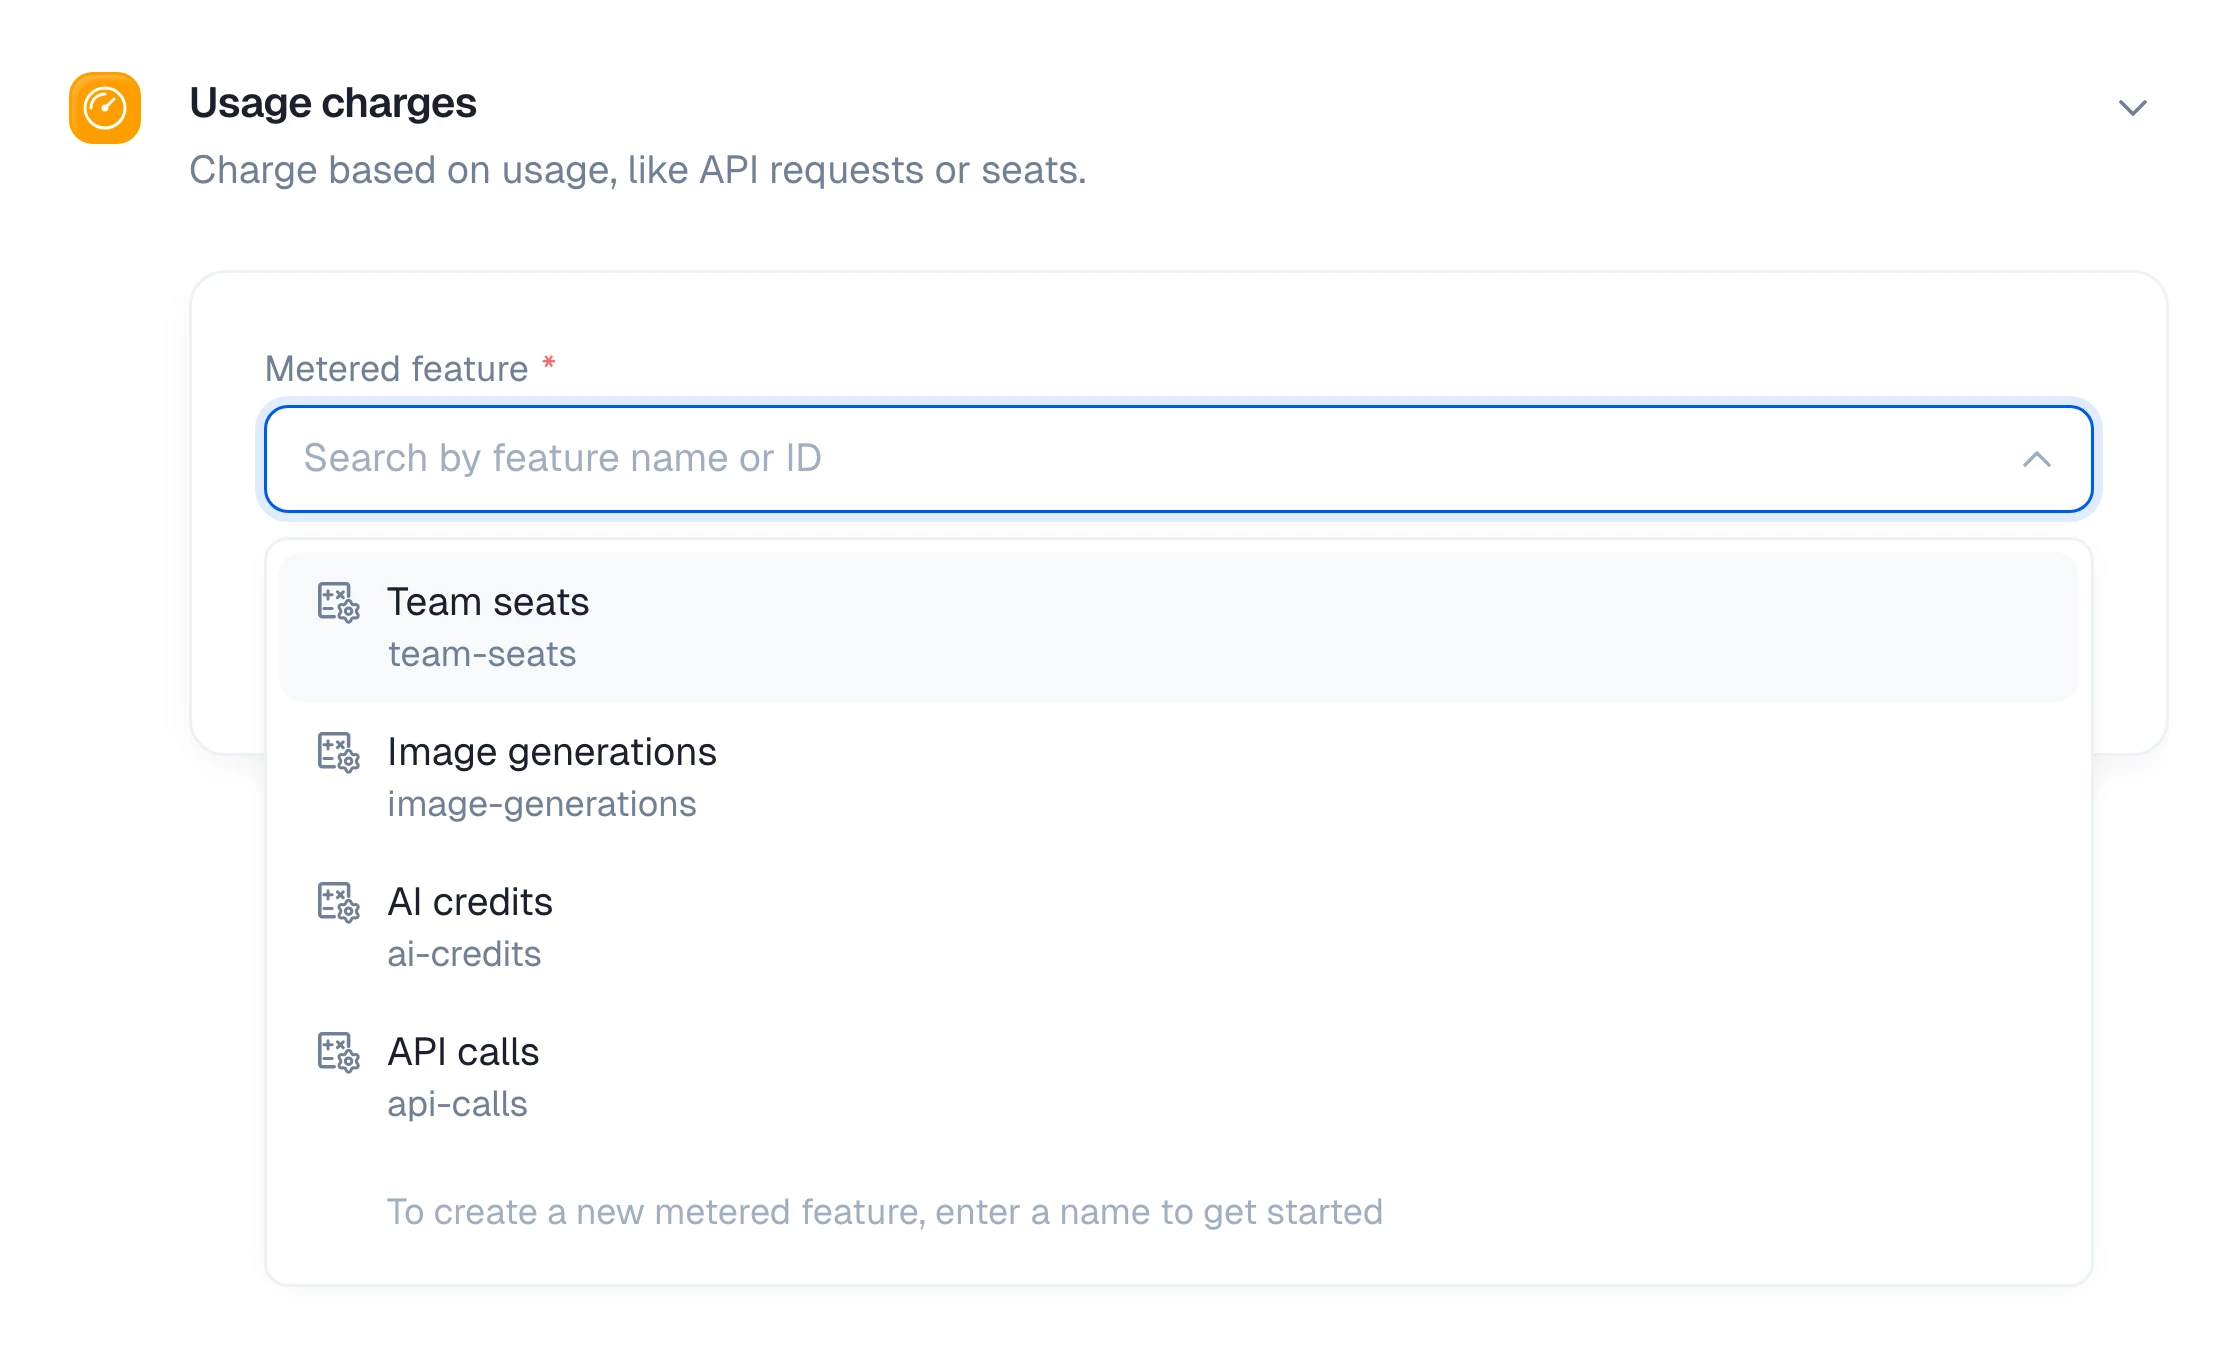 Usage charges
Charge based on usage, like API requests or seats.
Metered feature *
Search by feature name or ID
Team seats
team-seats
Image generations
image-generations
AI credits
ai-credits
API calls
api-calls
To create a new metered feature, enter a name to get started